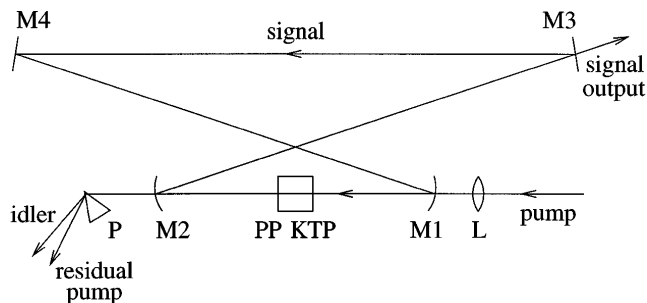 M4
signal
M3
signal
output
idler
P
M2
PP KTP
M1
L
pump
residual
pump